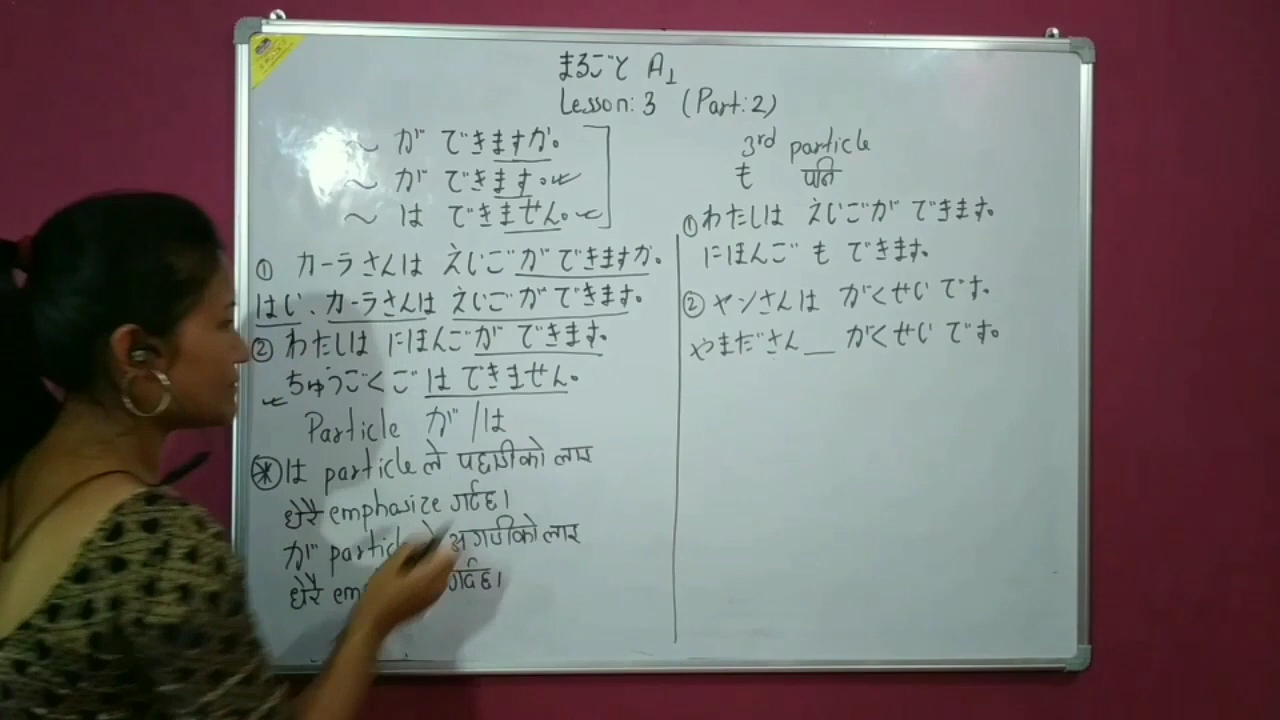 まるごと A1
Lesson: 3 (Part: 2)
～ が できますか。
～ が できます。
～ は できません。
① カーラさんは えいごが できますか。
はい、カーラさんは えいごが できます。
② わたしは にほんごが できます。
ちゅうごくごは できません。
Particle が/は
* は particle ले पछाडीको लाइ
धेरै emphasize गर्दछ।
が अगाडीको लाइ
धेरै गर्दछ।
3rd particle
も पनि
① わたしは えいごが できます。
にほんご も できます。
② ヤンさんは がくせい です。
やまださん __ がくせい です。